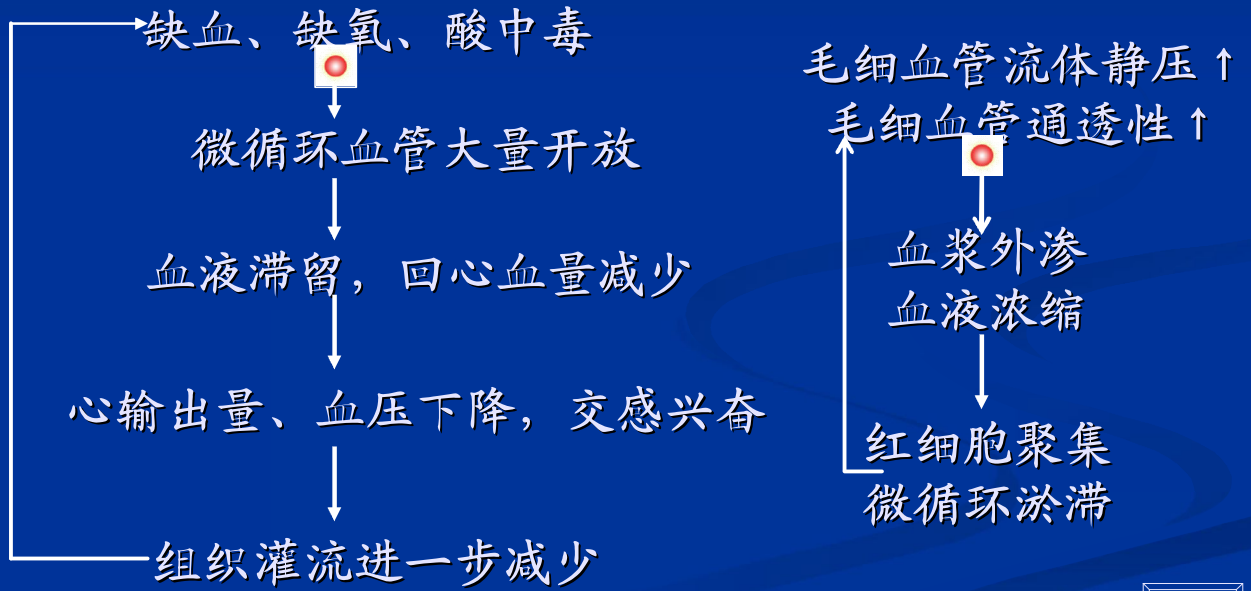 缺血、缺氧、酸中毒
微循环血管大量开放
血液滞留，回心血量减少
心输出量、血压下降，交感兴奋
组织灌流进一步减少
毛细血管流体静压↑
毛细血管通透性↑
血浆外渗
血液浓缩
红细胞聚集
微循环淤滞